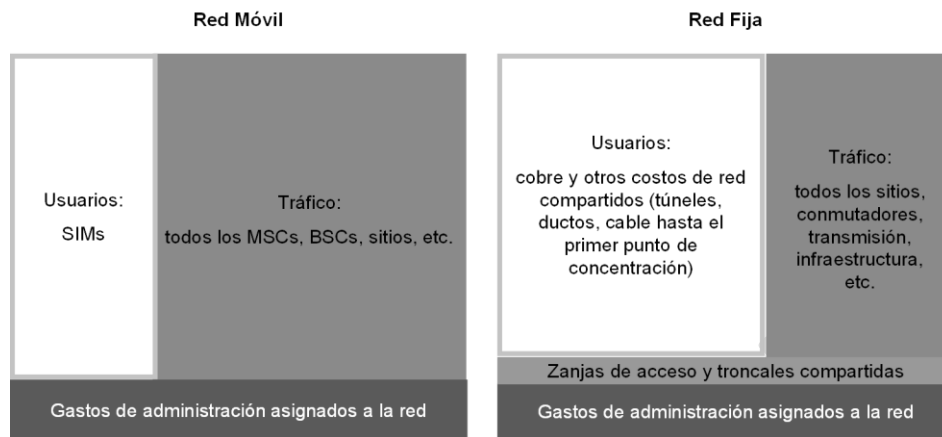 Red Móvil
Usuarios:
SIMs
Tráfico:
todos los MSCs, BSCs, sitios, etc.
Gastos de administración asignados a la red
Red Fija
Usuarios:
cobre y otros costos de red
compartidos (túneles,
ductos, cable hasta el
primer punto de
concentración)
Tráfico:
todos los sitios,
conmutadores,
transmisión,
infraestructura,
etc.
Zanjas de acceso y troncales compartidas
Gastos de administración asignados a la red